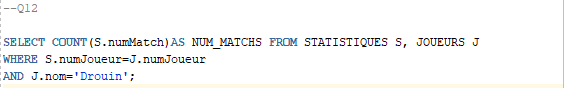 --Q12
SELECT COUNT(S.numMatch)AS NUM_MATCHS FROM STATISTIQUES S, JOUEURS J
WHERE S.numJoueur=J.numJoueur
AND J.nom='Drouin';